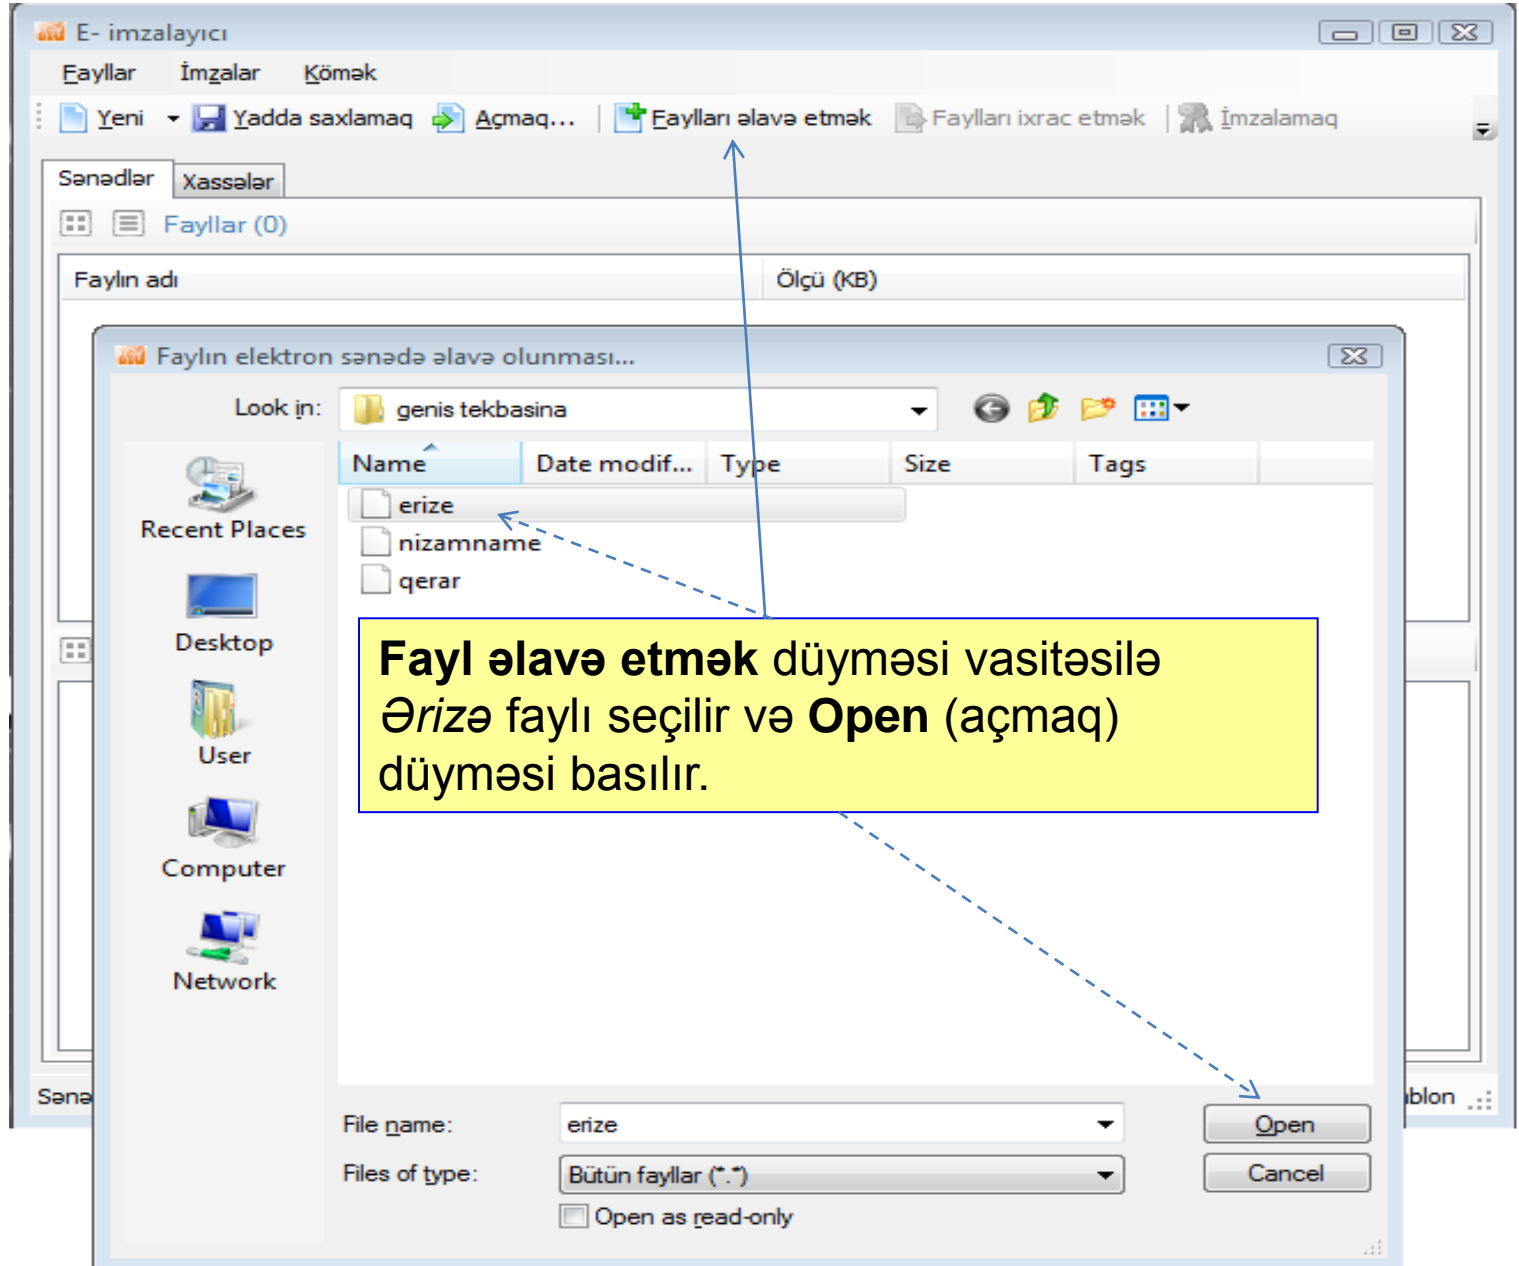 E- imzalayıcı
Fayllar İmzalar Kömək
Yeni Yadda saxlamaq Açmaq... Faylları əlavə etmək Faylları ixrac etmək İmzalamaq
Sənədlər Xassələr
Fayllar (0)
Faylın adı Ölçü (KB)
Faylın elektron sənədə əlavə olunması...
Look in: genis tekbasina
Name Date modif... Type Size Tags
erize
Recent Places
nizamname
qerar
Desktop
Fayl əlavə etmək düyməsi vasitəsilə
Ərizə faylı seçilir və Open (açmaq)
düyməsi basılır.
User
Computer
Network
File name: erize Open
Files of type: Bütün fayllar (*.*) Cancel
Open as read-only